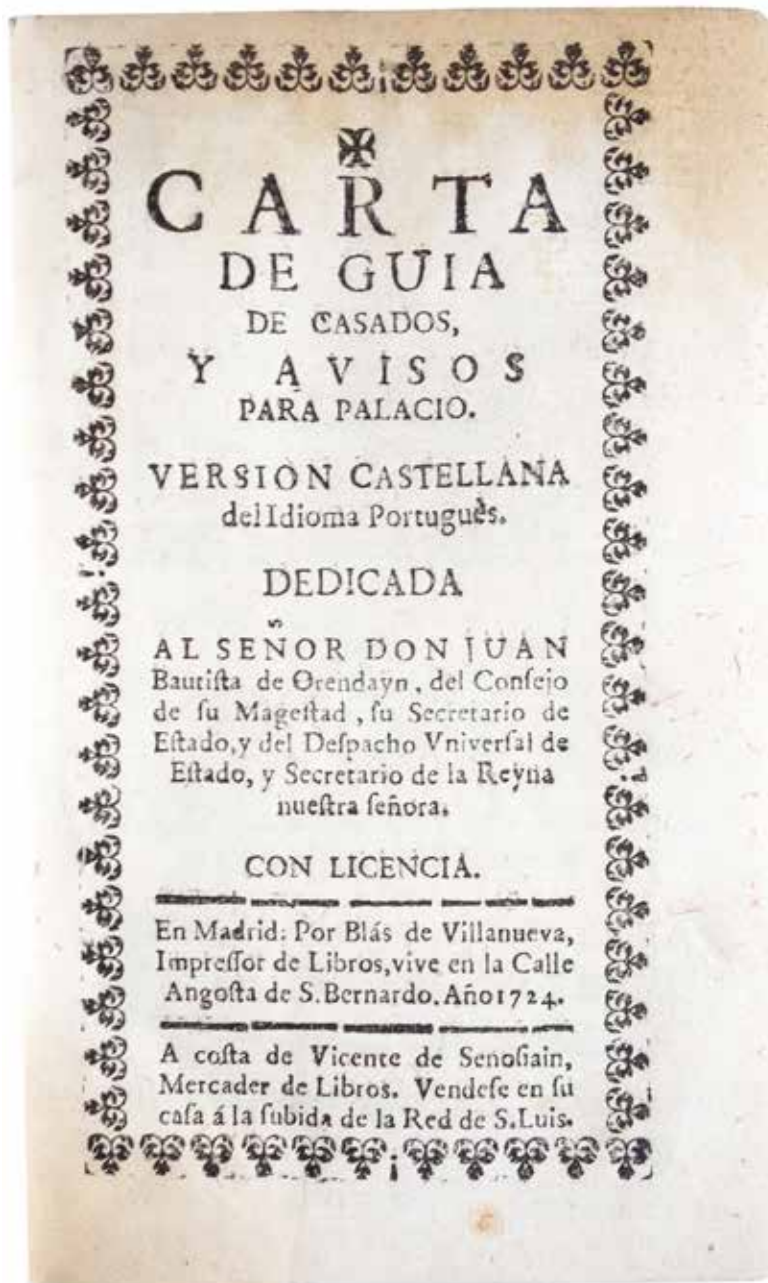 ✠
CARTA
DE GUIA
DE CASADOS,
Y AVISOS
PARA PALACIO.
VERSION CASTELLANA
del Idioma Portuguès.
DEDICADA
AL SEÑOR DON JUAN
Bautiſta de Orendayn, del Conſejo
de ſu Mageſtad, ſu Secretario de
Eſtado, y del Deſpacho Vniverſal de
Eſtado, y Secretario de la Reyna
nueſtra ſeñora.
CON LICENCIA.
En Madrid: Por Blás de Villanueva,
Impreſſor de Libros, vive en la Calle
Angoſta de S. Bernardo. Año 1724.
A coſta de Vicente de Senoſiain,
Mercader de Libros. Vendeſe en ſu
caſa á la ſubida de la Red de S. Luis.